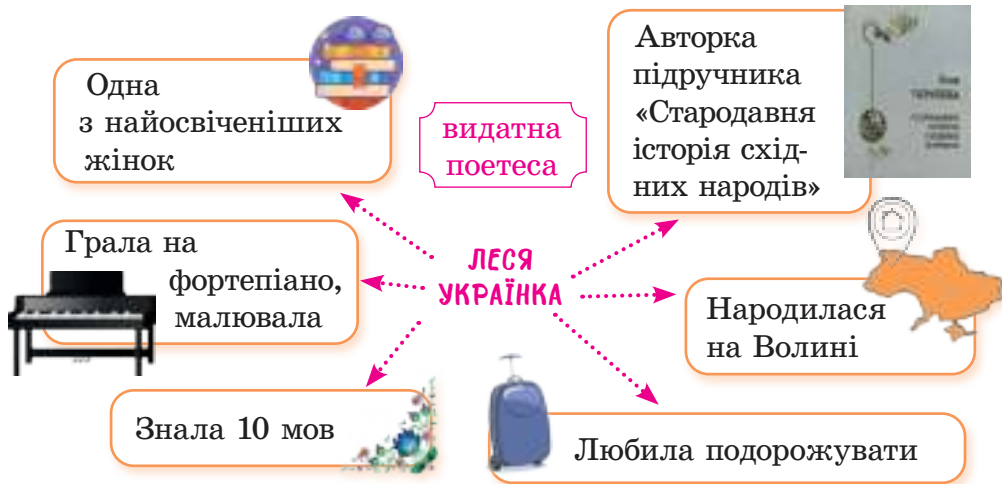 Одна
з найосвіченіших
жінок
видатна
поетеса
Авторка
підручника
«Стародавня
історія схід-
них народів»
Грала на
фортепіано,
малювала
ЛЕСЯ
УКРАЇНКА
Народилася
на Волині
Знала 10 мов
Любила подорожувати